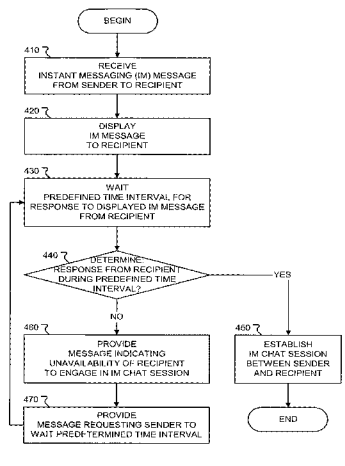 BEGIN
410
RECEIVE
INSTANT MESSAGING (IM) MESSAGE
FROM SENDER TO RECIPIENT
420
DISPLAY
IM MESSAGE
TO RECIPIENT
430
WAIT
PREDEFINED TIME INTERVAL FOR
RESPONSE TO DISPLAYED IM MESSAGE
FROM RECIPIENT
440
DETERMINE:
RESPONSE FROM RECIPIENT
DURING PREDEFINED TIME
INTERVAL?
YES
NO
460
PROVIDE
MESSAGE INDICATING
UNAVAILABILITY OF RECIPIENT
TO ENGAGE IN IM CHAT SESSION
450
ESTABLISH
IM CHAT SESSION
BETWEEN SENDER
AND RECIPIENT
470
PROVIDE
MESSAGE REQUESTING SENDER TO
WAIT PREDETERMINED TIME INTERVAL
END